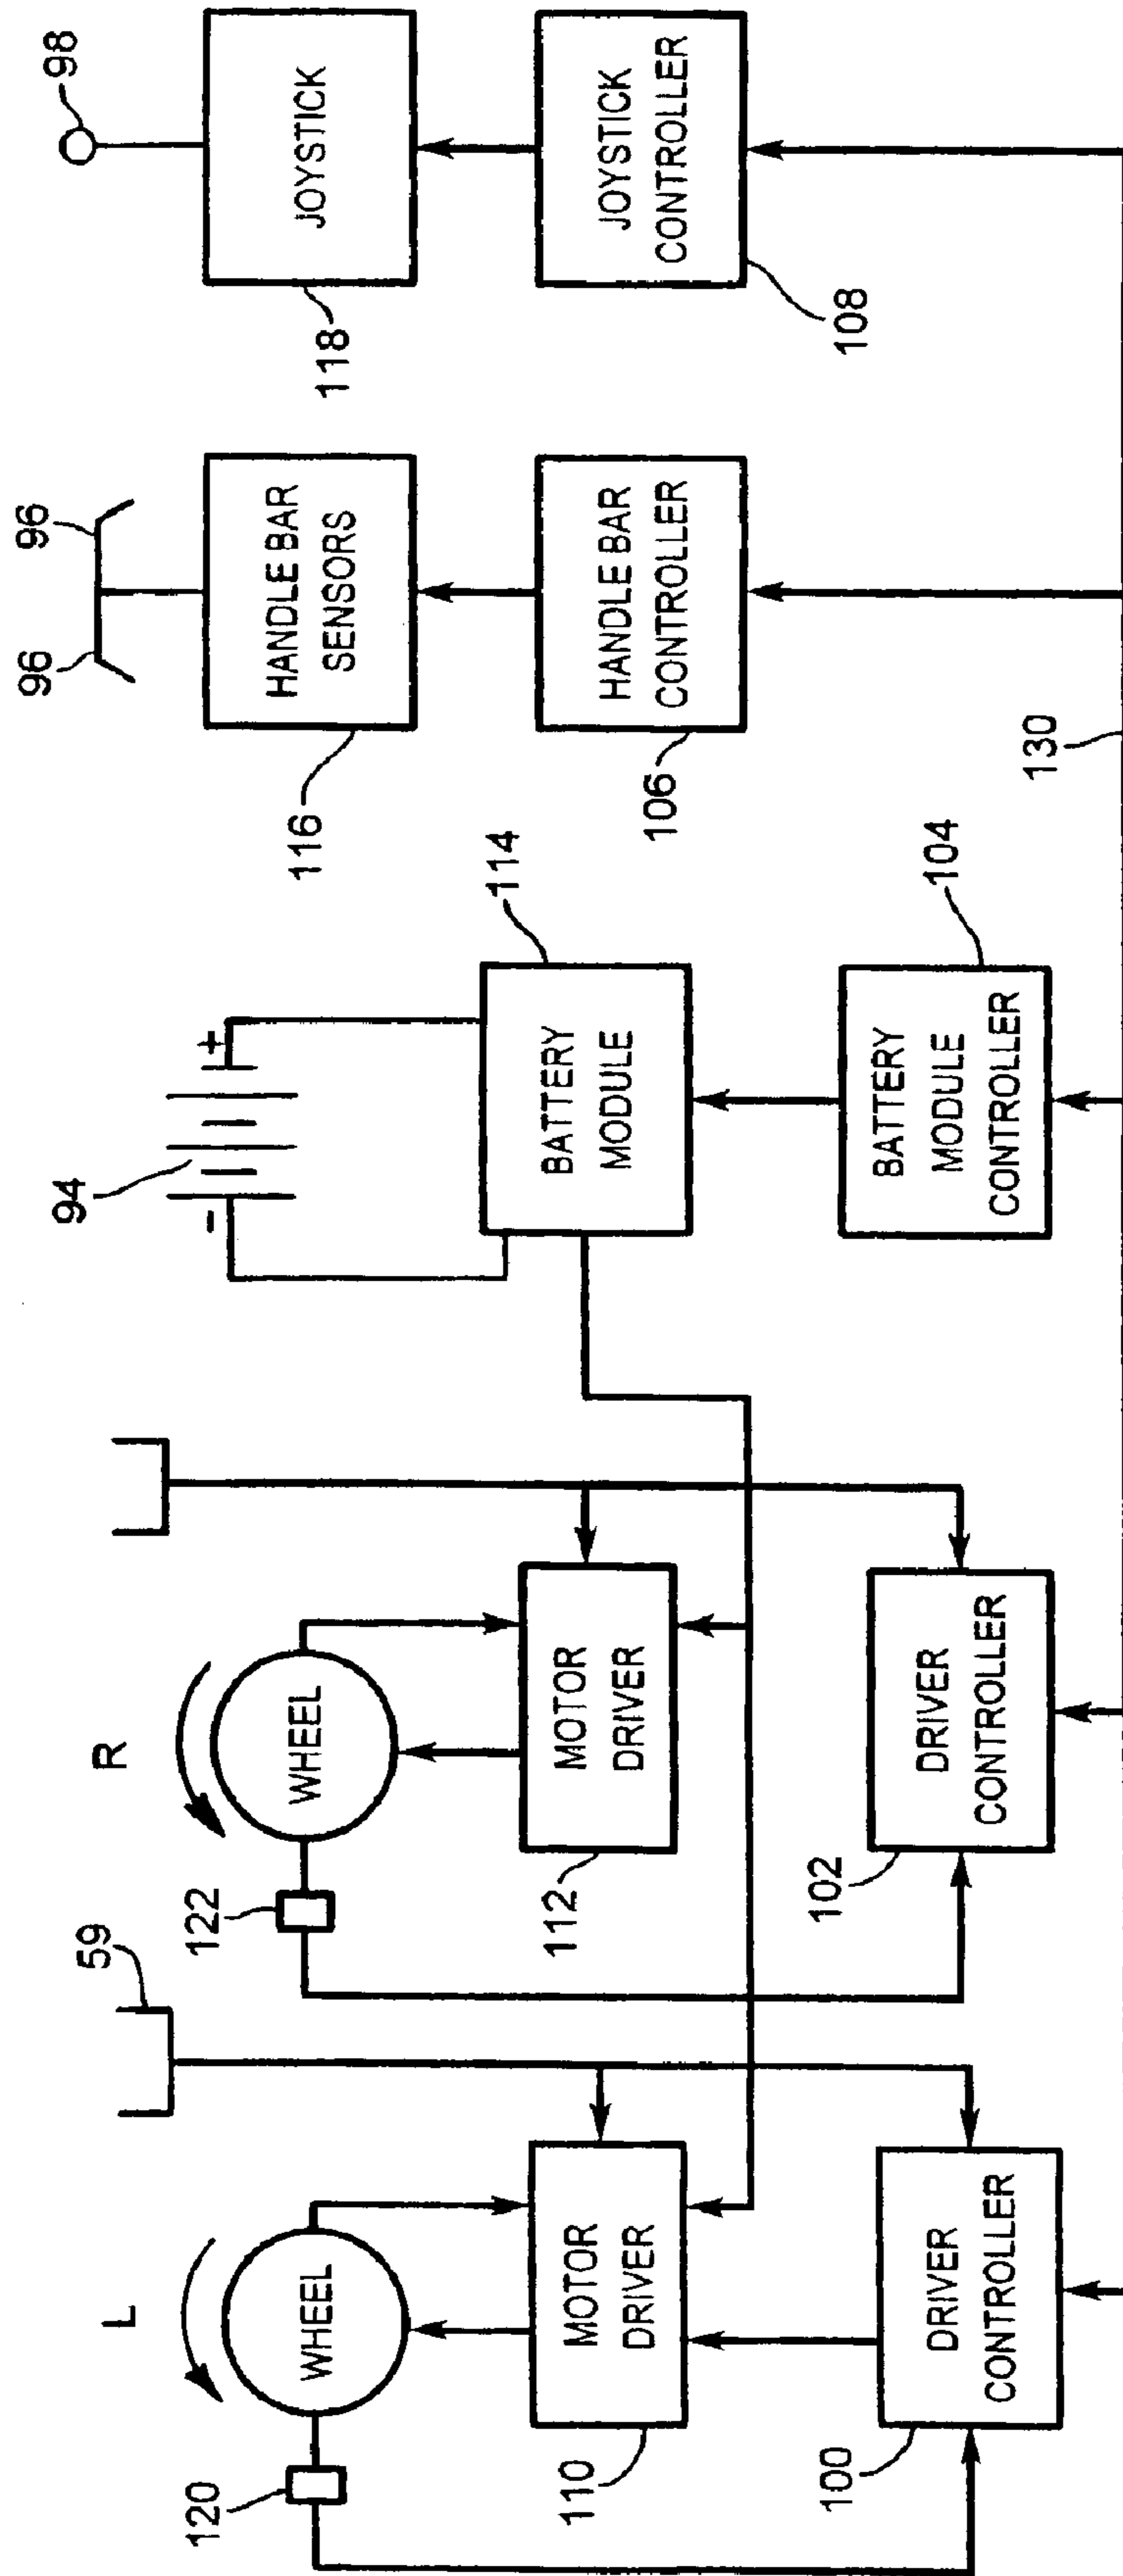 L
R
59
94
-
+
96
96
98
120
WHEEL
122
WHEEL
110
MOTOR
DRIVER
112
MOTOR
DRIVER
114
BATTERY
MODULE
116
HANDLE BAR
SENSORS
118
JOYSTICK
100
DRIVER
CONTROLLER
102
DRIVER
CONTROLLER
104
BATTERY
MODULE
CONTROLLER
106
HANDLE BAR
CONTROLLER
108
JOYSTICK
CONTROLLER
130